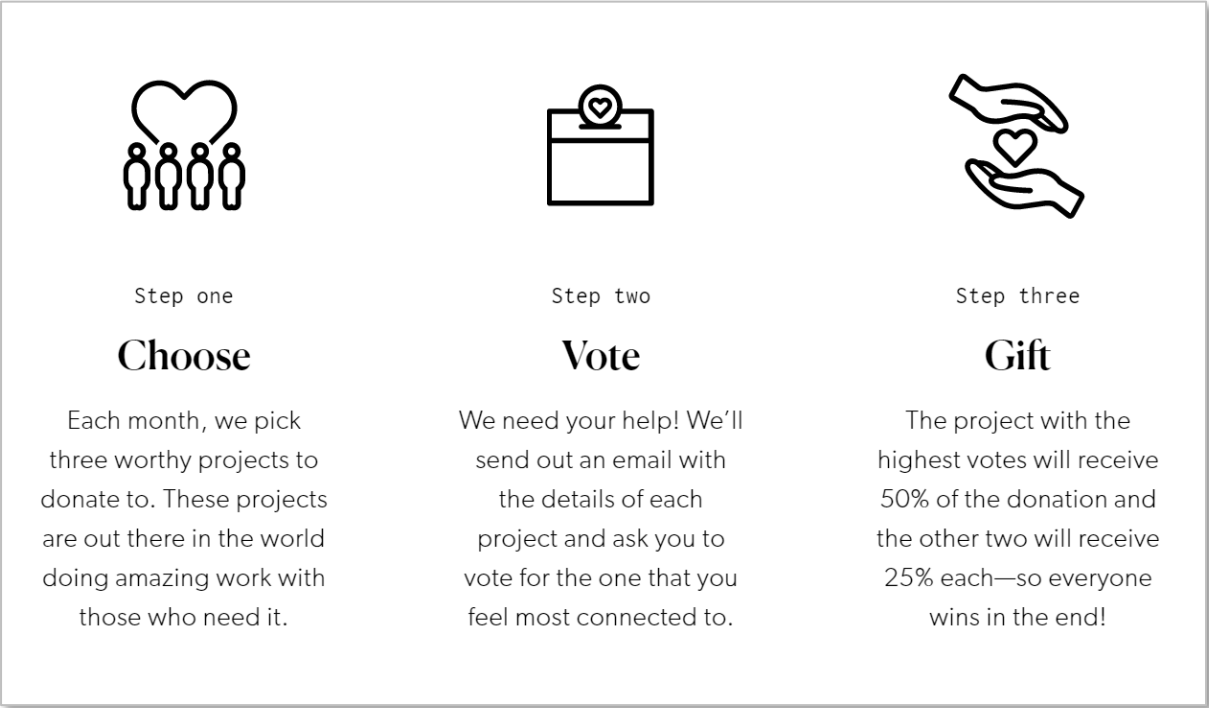 Step one
Choose
Each month, we pick
three worthy projects to
donate to. These projects
are out there in the world
doing amazing work with
those who need it.
Step two
Vote
We need your help! We’ll
send out an email with
the details of each
project and ask you to
vote for the one that you
feel most connected to.
Step three
Gift
The project with the
highest votes will receive
50% of the donation and
the other two will receive
25% each—so everyone
wins in the end!